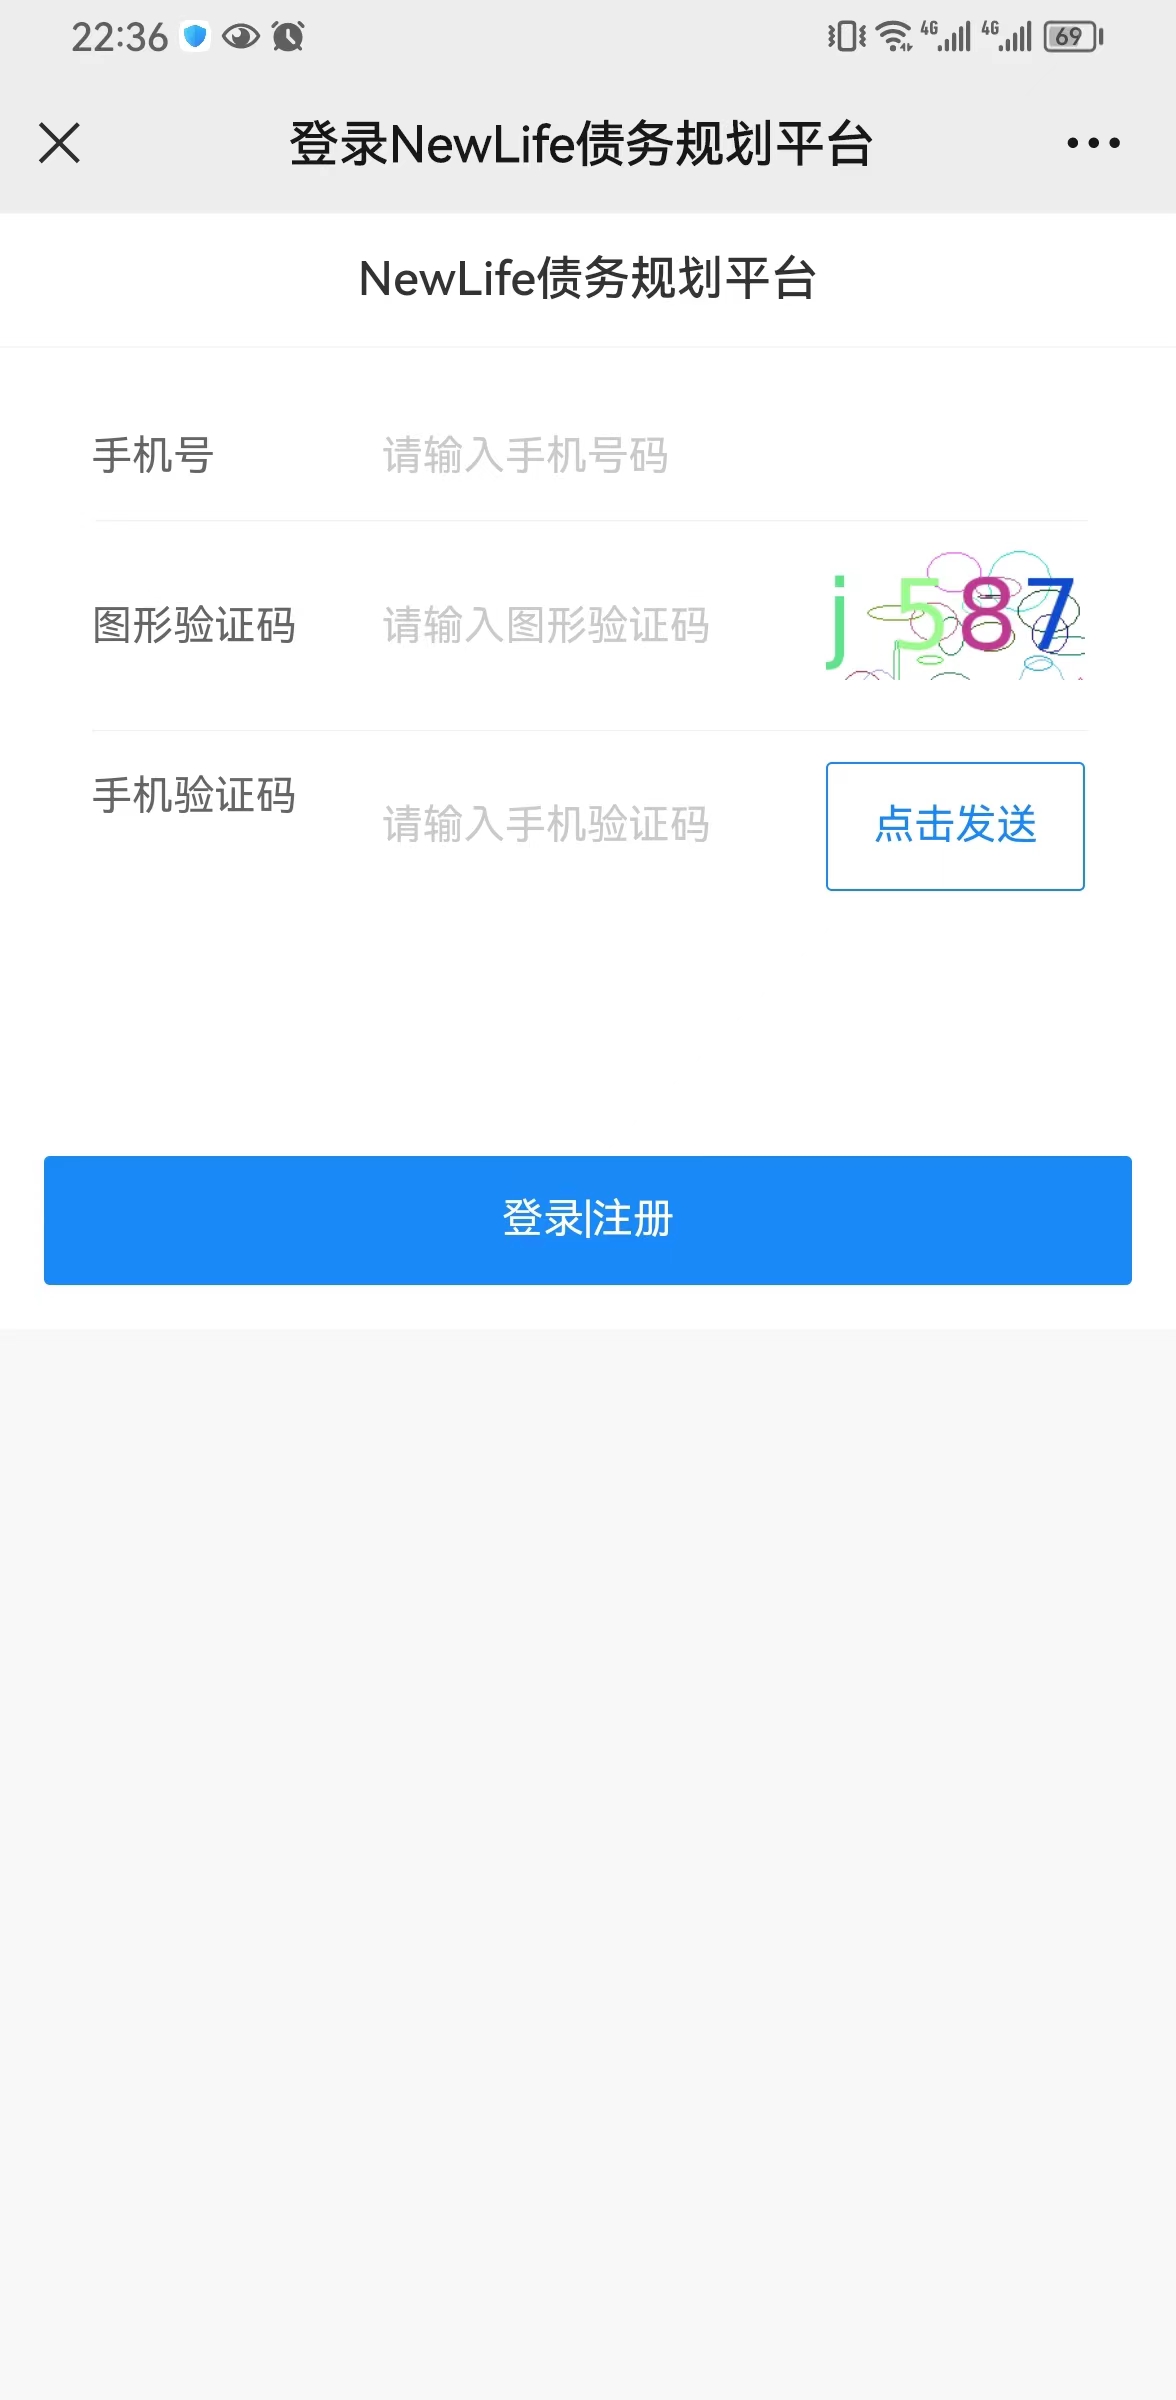 22:36 4G 4G 69
登录NewLife债务规划平台
NewLife债务规划平台
手机号 请输入手机号码
图形验证码 请输入图形验证码 j587
手机验证码 请输入手机验证码 点击发送
登录|注册